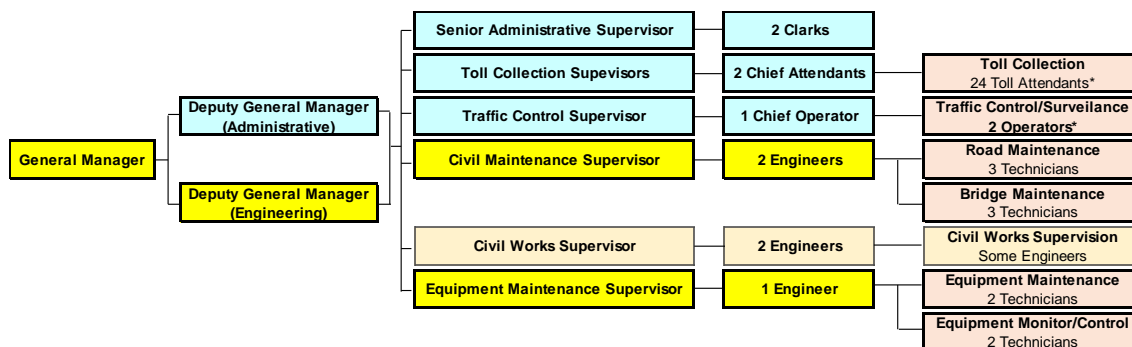 Senior Administrative Supervisor
2 Clarks
Toll Collection Supevisors
2 Chief Attendants
Toll Collection
24 Toll Attendants*
Deputy General Manager
(Administrative)
Traffic Control Supervisor
1 Chief Operator
Traffic Control/Surveilance
2 Operators*
General Manager
Civil Maintenance Supervisor
2 Engineers
Road Maintenance
3 Technicians
Deputy General Manager
(Engineering)
Bridge Maintenance
3 Technicians
Civil Works Supervisor
2 Engineers
Civil Works Supervision
Some Engineers
Equipment Maintenance Supervisor
1 Engineer
Equipment Maintenance
2 Technicians
Equipment Monitor/Control
2 Technicians